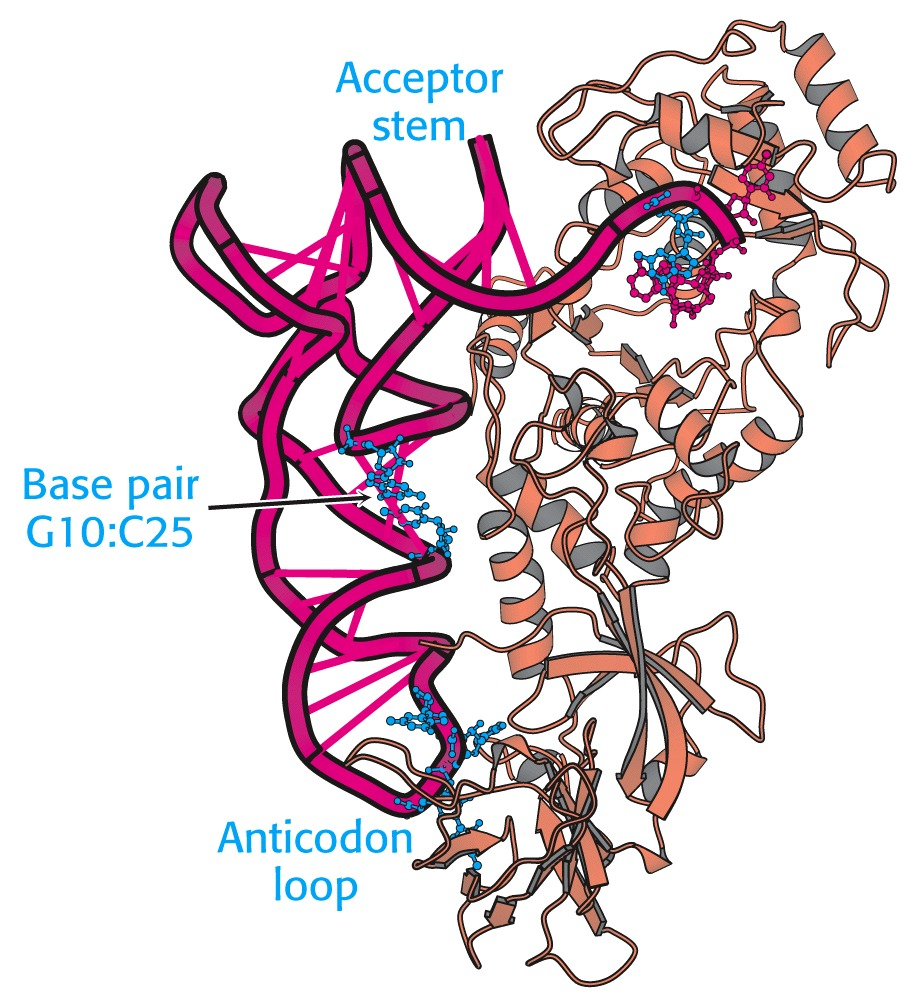 Acceptor
stem
Base pair
G10:C25
Anticodon
loop